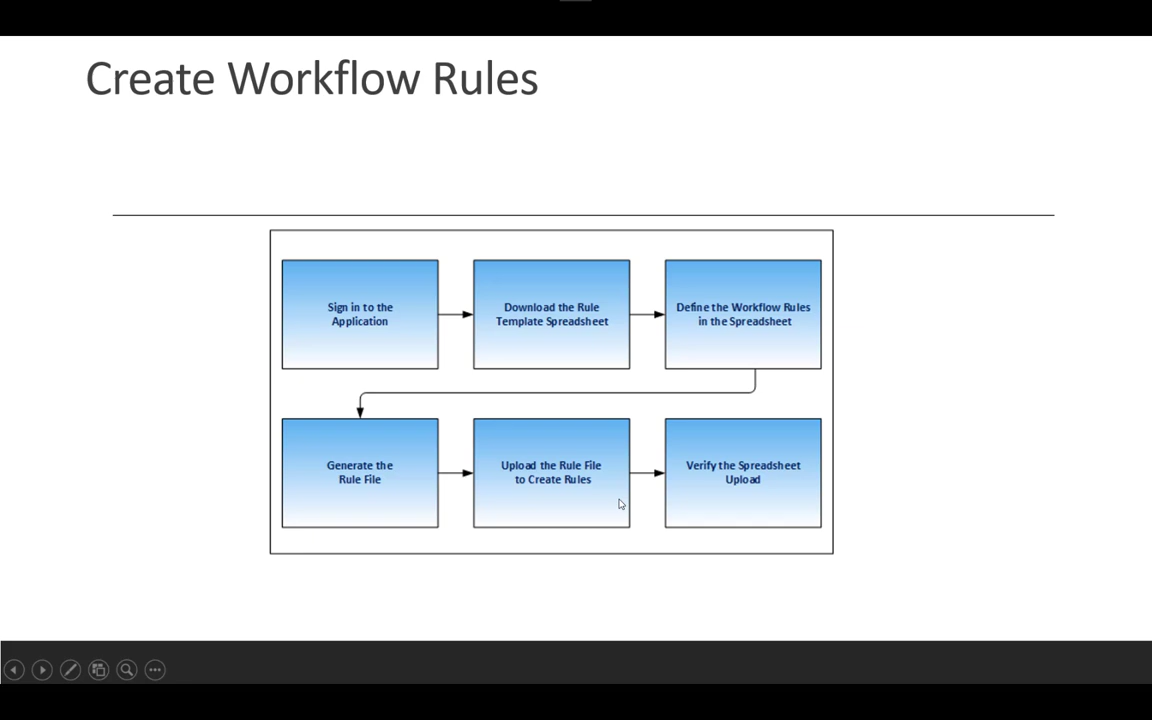 Create Workflow Rules
Sign in to the
Application
Download the Rule
Template Spreadsheet
Define the Workflow Rules
in the Spreadsheet
Generate the
Rule File
Upload the Rule File
to Create Rules
Verify the Spreadsheet
Upload